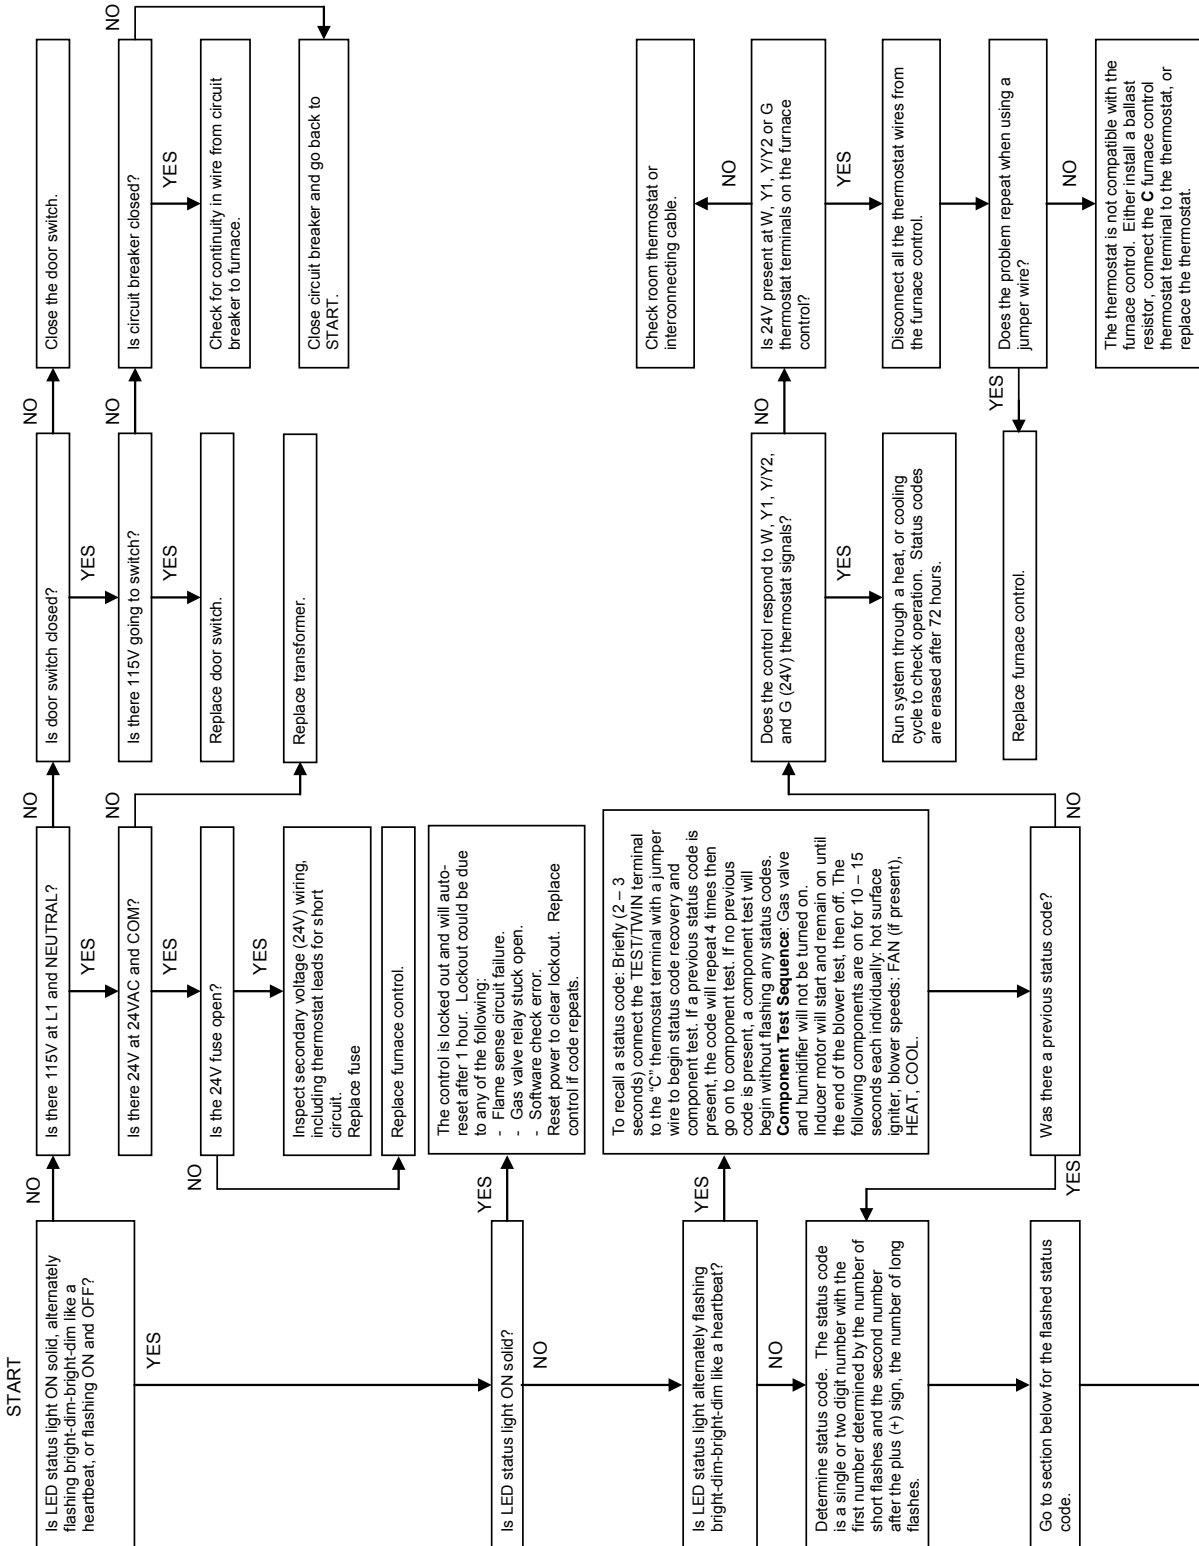 START
Is LED status light ON solid, alternately
flashing bright-dim-bright-dim like a
heartbeat, or flashing ON and OFF?
NO
YES
Is there 115V at L1 and NEUTRAL?
NO
YES
Is door switch closed?
NO
YES
Close the door switch.
Is there 24V at 24VAC and COM?
NO
YES
Is there 115V going to switch?
NO
YES
Is circuit breaker closed?
NO
YES
Is the 24V fuse open?
NO
YES
Replace door switch.
Check for continuity in wire from circuit
breaker to furnace.
Inspect secondary voltage (24V) wiring,
including thermostat leads for short
circuit.
Replace fuse
Replace transformer.
Close circuit breaker and go back to
START.
Replace furnace control.
Is LED status light ON solid?
YES
NO
The control is locked out and will auto-
reset after 1 hour. Lockout could be due
to any of the following:
- Flame sense circuit failure.
- Gas valve relay stuck open.
- Software check error.
Reset power to clear lockout. Replace
control if code repeats.
Is LED status light alternately flashing
bright-dim-bright-dim like a heartbeat?
YES
NO
To recall a status code: Briefly (2 – 3
seconds) connect the TEST/TWIN terminal
to the “C” thermostat terminal with a jumper
wire to begin status code recovery and
component test. If a previous status code is
present, the code will repeat 4 times then
go on to component test. If no previous
code is present, a component test will
begin without flashing any status codes.
Component Test Sequence: Gas valve
and humidifier will not be turned on.
Inducer motor will start and remain on until
the end of the blower test, then off. The
following components are on for 10 – 15
seconds each individually: hot surface
igniter, blower speeds: FAN (if present),
HEAT, COOL.
Check room thermostat or
interconnecting cable.
NO
Does the control respond to W, Y1, Y/Y2,
and G (24V) thermostat signals?
NO
YES
Is 24V present at W, Y1, Y/Y2 or G
thermostat terminals on the furnace
control?
YES
Run system through a heat, or cooling
cycle to check operation. Status codes
are erased after 72 hours.
Disconnect all the thermostat wires from
the furnace control.
Determine status code. The status code
is a single or two digit number with the
first number determined by the number of
short flashes and the second number
after the plus (+) sign, the number of long
flashes.
Does the problem repeat when using a
jumper wire?
YES
NO
Replace furnace control.
Was there a previous status code?
YES
NO
Go to section below for the flashed status
code.
The thermostat is not compatible with the
furnace control. Either install a ballast
resistor, connect the C furnace control
thermostat terminal to the thermostat, or
replace the thermostat.